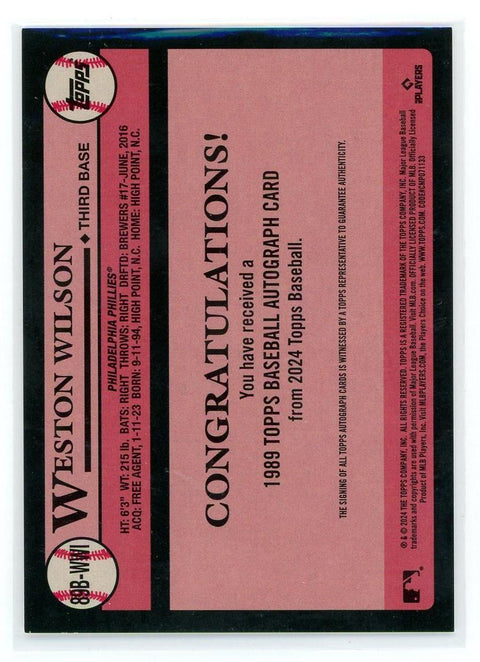 89B-WWI
WESTON WILSON
◆ THIRD BASE
Topps
PHILADELPHIA PHILLIES®
HT: 6'3" WT: 215 lb. BATS: RIGHT THROWS: RIGHT DRFTD: BREWERS #17-JUNE, 2016
ACQ: FREE AGENT, 1-11-23 BORN: 9-11-94, HIGH POINT, N.C. HOME: HIGH POINT, N.C.
CONGRATULATIONS!
You have received a
1989 TOPPS BASEBALL AUTOGRAPH CARD
from 2024 Topps Baseball.
THE SIGNING OF ALL TOPPS AUTOGRAPH CARDS IS WITNESSED BY A TOPPS REPRESENTATIVE TO GUARANTEE AUTHENTICITY.
® & © 2024 THE TOPPS COMPANY, INC. ALL RIGHTS RESERVED. TOPPS IS A REGISTERED TRADEMARK OF THE TOPPS COMPANY, INC. Major League Baseball
trademarks and copyrights are used with permission of Major League Baseball. Visit MLB.com. OFFICIALLY LICENSED PRODUCT OF MLB Players, Inc. Officially Licensed
Product of MLB Players, Inc. Visit MLBPLAYERS.com, the Players Choice on the web. WWW.TOPPS.COM. CODE#CMP071133
PLAYERS